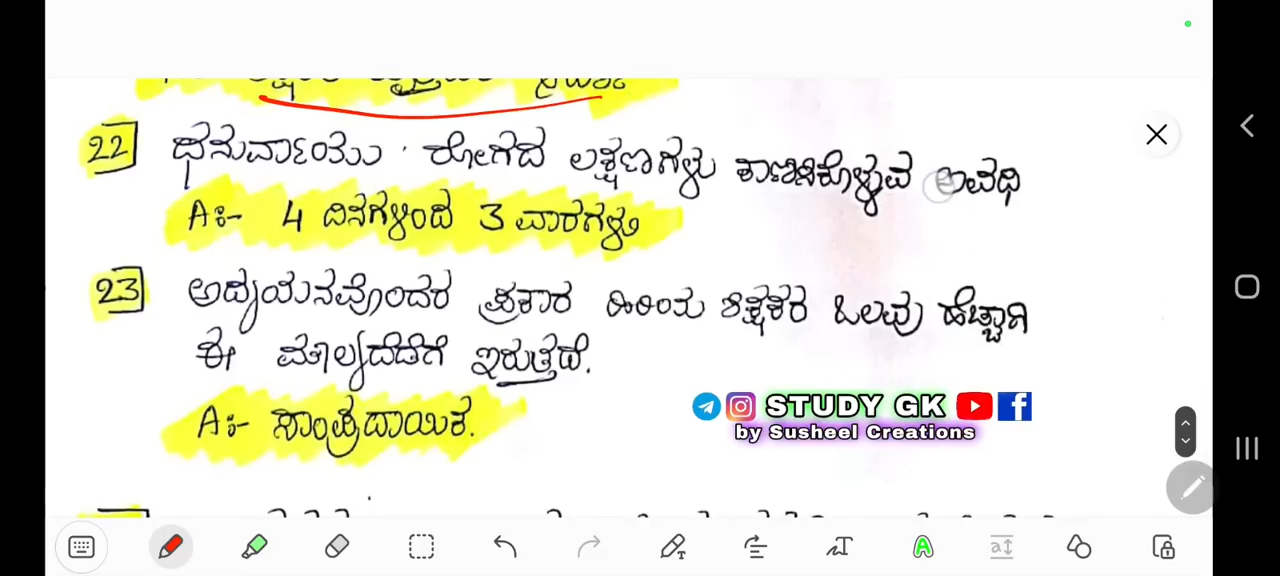 22 ಧನುರ್ವಾಯು ರೋಗದ ಲಕ್ಷಣಗಳು ಕಾಣಿಸಿಕೊಳ್ಳುವ ಅವಧಿ
A:- 4 ದಿನಗಳಿಂದ 3 ವಾರಗಳು
23 ಅಧ್ಯಯನವೊಂದರ ಪ್ರಕಾರ ಹಿರಿಯ ಶಿಕ್ಷಕರ ಒಲವು ಹೆಚ್ಚಾಗಿ
ಈ ಮೌಲ್ಯದೆಡೆಗೆ ಇರುತ್ತದೆ.
A:- ಸಾಂಪ್ರದಾಯಿಕ.
STUDY GK
by Susheel Creations